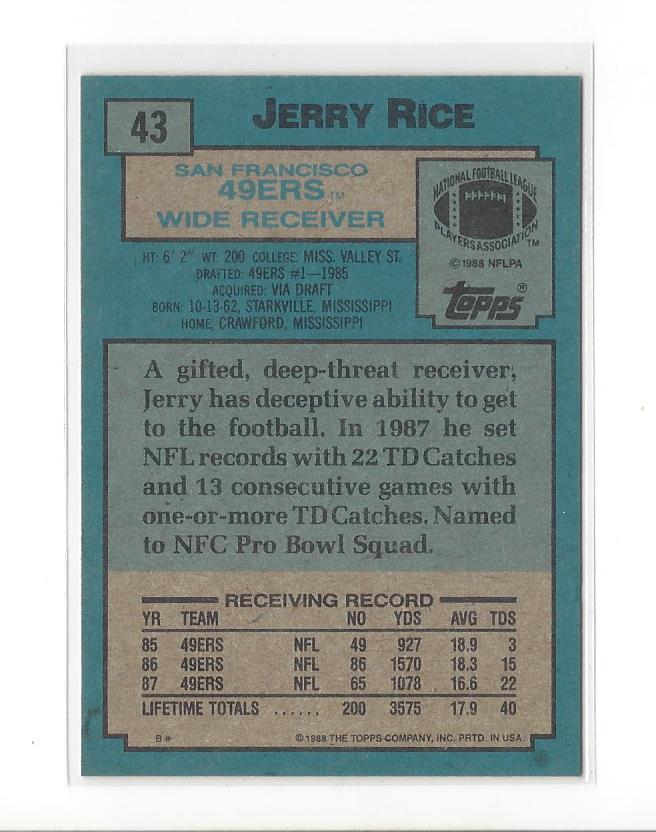 43
JERRY RICE
SAN FRANCISCO
49ERS TM
WIDE RECEIVER
NATIONAL FOOTBALL LEAGUE
PLAYERS ASSOCIATION TM
© 1988 NFLPA
topps ®
HT: 6' 2" WT: 200 COLLEGE: MISS. VALLEY ST.
DRAFTED: 49ERS #1—1985
ACQUIRED: VIA DRAFT
BORN: 10-13-62, STARKVILLE, MISSISSIPPI
HOME: CRAWFORD, MISSISSIPPI
A gifted, deep-threat receiver,
Jerry has deceptive ability to get
to the football. In 1987 he set
NFL records with 22 TD Catches
and 13 consecutive games with
one-or-more TD Catches. Named
to NFC Pro Bowl Squad.
RECEIVING RECORD
YR TEAM NO YDS AVG TDS
85 49ERS NFL 49 927 18.9 3
86 49ERS NFL 86 1570 18.3 15
87 49ERS NFL 65 1078 16.6 22
LIFETIME TOTALS ...... 200 3575 17.9 40
B* © 1988 THE TOPPS COMPANY, INC. PRTD. IN USA.